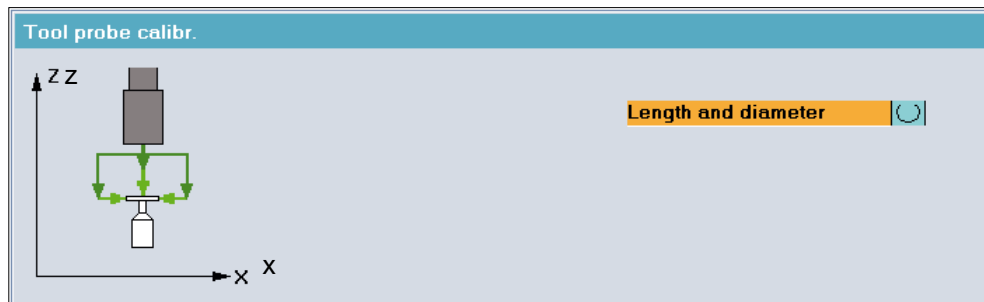 Tool probe calibr.
Z Z
Length and diameter
X X